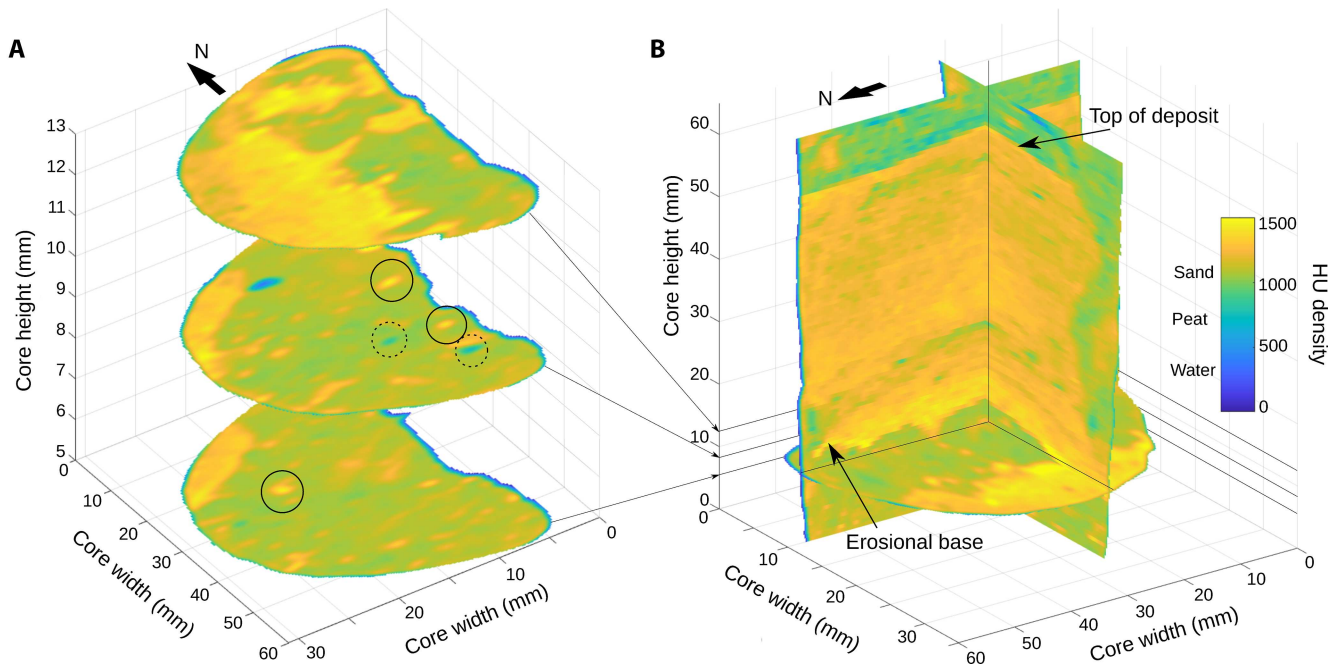 A
N
13
12
11
10
9
8
7
6
5
Core height (mm)
0
10
20
30
40
50
60
Core width (mm)
30
20
10
0
Core width (mm)
B
N
Top of deposit
60
50
40
30
20
10
0
Core height (mm)
Erosional base
0
10
20
30
60
Core width (mm)
50
40
30
20
10
0
Core width (mm)
Sand
Peat
Water
1500
1000
500
0
HU density